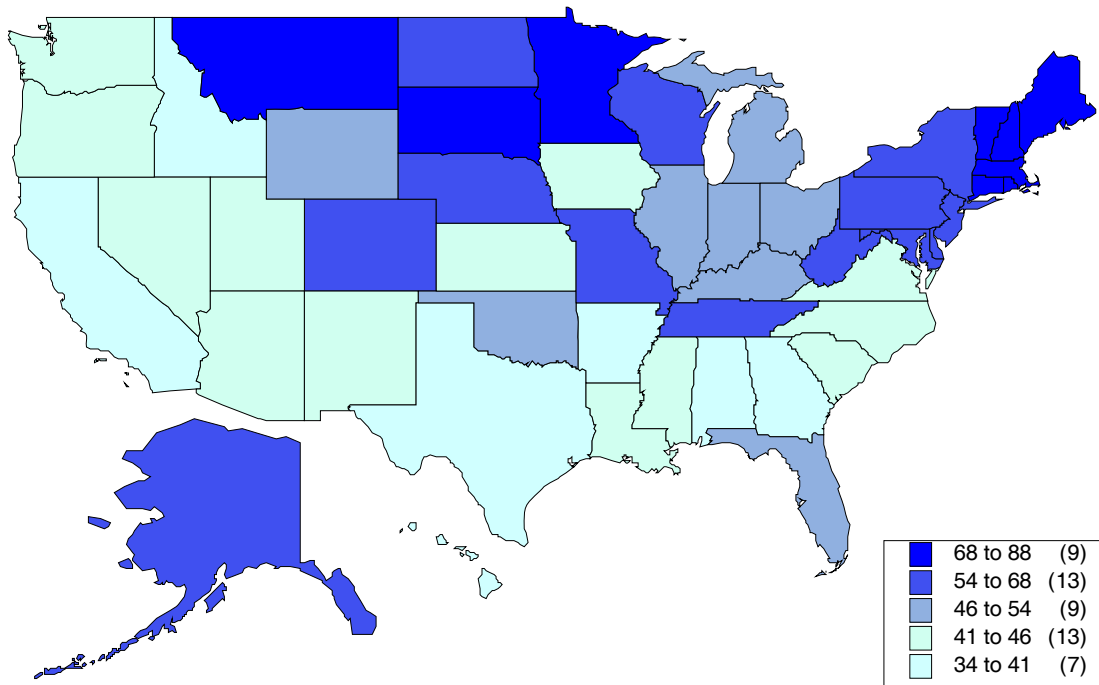 68 to 88 (9)
54 to 68 (13)
46 to 54 (9)
41 to 46 (13)
34 to 41 (7)